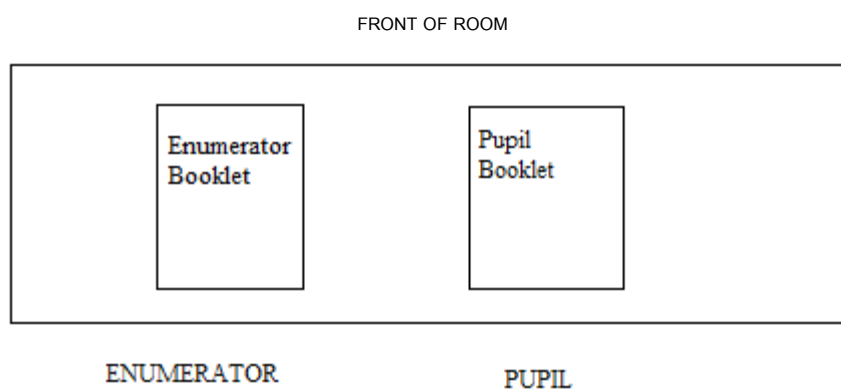 FRONT OF ROOM
Enumerator
Booklet
Pupil
Booklet
ENUMERATOR
PUPIL